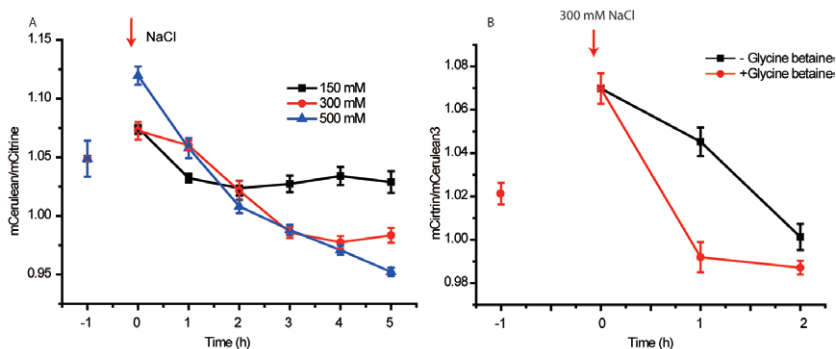 A
NaCl
1.15
1.10
1.05
1.00
0.95
mCerulean/mCitrine
150 mM
300 mM
500 mM
-1
0
1
2
3
4
5
Time (h)
B
300 mM NaCl
1.08
1.06
1.04
1.02
1.00
0.98
mCirtrin/mCerulean3
- Glycine betaine
+Glycine betaine
-1
0
1
2
Time (h)